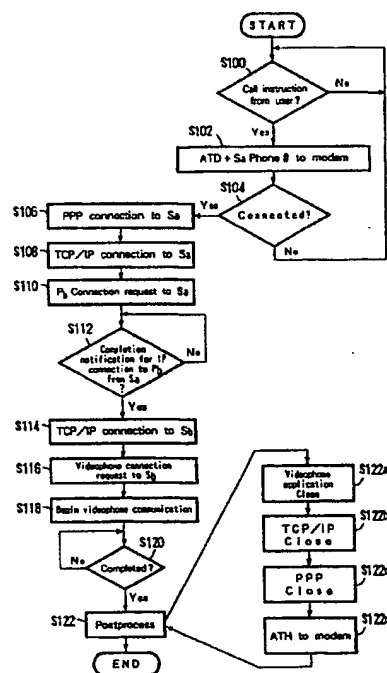 START
S100
Call instruction
from user?
No
Yes
S102
ATD + Sa Phone # to modem
S104
Connected?
Yes
No
S106
PPP connection to Sa
S108
TCP/IP connection to Sa
S110
Pb Connection request to Sa
S112
Completion
notification for IP
connection to Pb
from Sa
?
No
Yes
S114
TCP/IP connection to Sb
S116
Videophone connection
request to Sb
S118
Begin videophone communication
S120
Completed?
No
Yes
S122
Postprocess
END
S122a
Videophone
application
Close
S122b
TCP/IP
Close
S122c
PPP
Close
ATH to modem